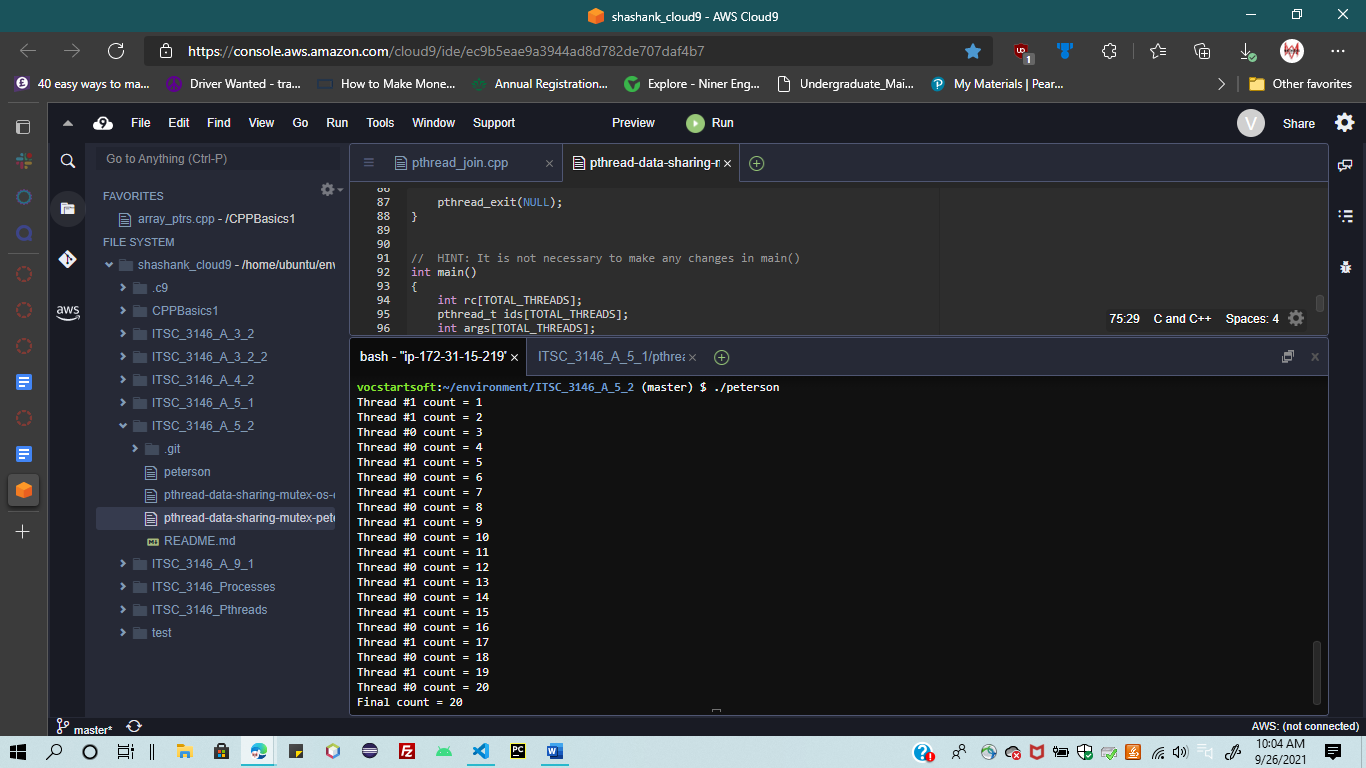 shashank_cloud9 - AWS Cloud9
https://console.aws.amazon.com/cloud9/ide/ec9b5eae9a3944ad8d782de707daf4b7
1
40 easy ways to ma...
Driver Wanted - tra...
How to Make Mone...
Annual Registration...
Explore - Niner Eng...
Undergraduate_Mai...
My Materials | Pear...
Other favorites
9 File Edit Find View Go Run Tools Window Support Preview Run V Share
Go to Anything (Ctrl-P)
pthread_join.cpp
pthread-data-sharing-m
FAVORITES
array_ptrs.cpp - /CPPBasics1
FILE SYSTEM
shashank_cloud9 - /home/ubuntu/env
.c9
CPPBasics1
ITSC_3146_A_3_2
ITSC_3146_A_3_2_2
ITSC_3146_A_4_2
ITSC_3146_A_5_1
ITSC_3146_A_5_2
.git
peterson
pthread-data-sharing-mutex-os-c
pthread-data-sharing-mutex-pete
README.md
ITSC_3146_A_9_1
ITSC_3146_Processes
ITSC_3146_Pthreads
test
aws
86
87 pthread_exit(NULL);
88 }
89
90
91 // HINT: It is not necessary to make any changes in main()
92 int main()
93 {
94 int rc[TOTAL_THREADS];
95 pthread_t ids[TOTAL_THREADS];
96 int args[TOTAL_THREADS];
75:29 C and C++ Spaces: 4
bash - "ip-172-31-15-219"
ITSC_3146_A_5_1/pthrea
vocstartsoft:~/environment/ITSC_3146_A_5_2 (master) $ ./peterson
Thread #1 count = 1
Thread #1 count = 2
Thread #0 count = 3
Thread #0 count = 4
Thread #1 count = 5
Thread #0 count = 6
Thread #1 count = 7
Thread #0 count = 8
Thread #1 count = 9
Thread #0 count = 10
Thread #1 count = 11
Thread #0 count = 12
Thread #1 count = 13
Thread #0 count = 14
Thread #1 count = 15
Thread #0 count = 16
Thread #1 count = 17
Thread #0 count = 18
Thread #1 count = 19
Thread #0 count = 20
Final count = 20
master*
AWS: (not connected)
10:04 AM
9/26/2021